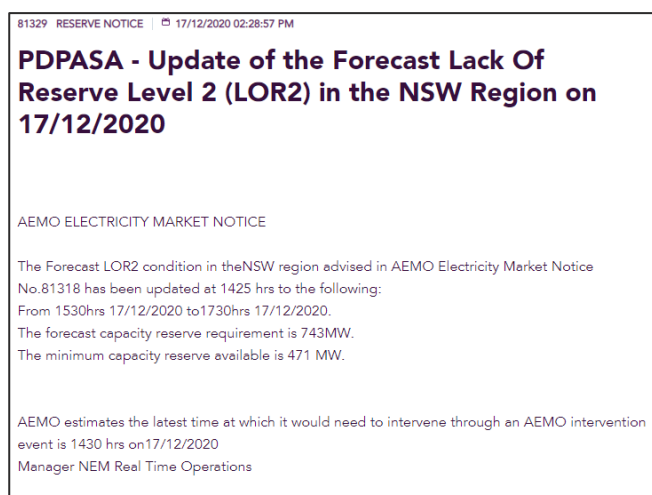 81329 RESERVE NOTICE 17/12/2020 02:28:57 PM
PDPASA - Update of the Forecast Lack Of
Reserve Level 2 (LOR2) in the NSW Region on
17/12/2020
AEMO ELECTRICITY MARKET NOTICE
The Forecast LOR2 condition in theNSW region advised in AEMO Electricity Market Notice
No.81318 has been updated at 1425 hrs to the following:
From 1530hrs 17/12/2020 to1730hrs 17/12/2020.
The forecast capacity reserve requirement is 743MW.
The minimum capacity reserve available is 471 MW.
AEMO estimates the latest time at which it would need to intervene through an AEMO intervention
event is 1430 hrs on17/12/2020
Manager NEM Real Time Operations